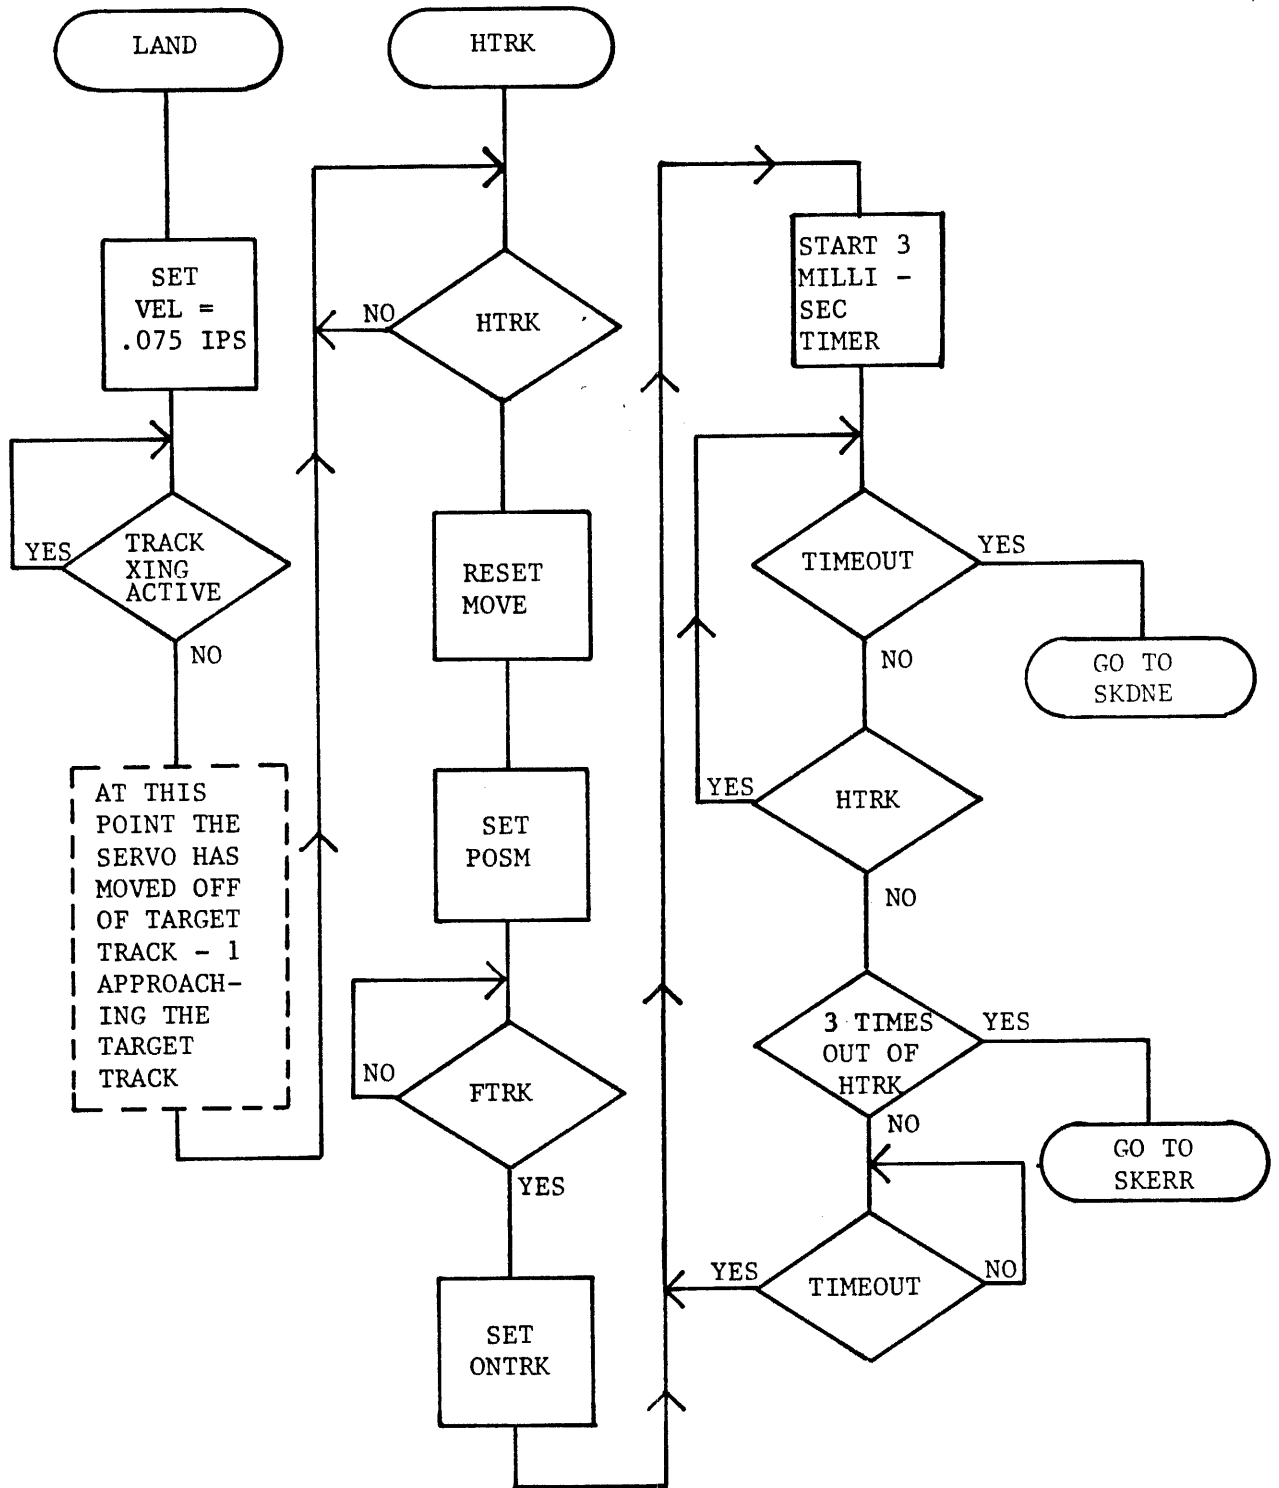 LAND
SET
VEL =
.075 IPS
YES
TRACK
XING
ACTIVE
NO
AT THIS
POINT THE
SERVO HAS
MOVED OFF
OF TARGET
TRACK - 1
APPROACH-
ING THE
TARGET
TRACK
HTRK
NO
HTRK
RESET
MOVE
SET
POSM
NO
FTRK
YES
SET
ONTRK
START 3
MILLI -
SEC
TIMER
TIMEOUT
YES
NO
GO TO
SKDNE
YES
HTRK
NO
3 TIMES
OUT OF
HTRK
YES
NO
GO TO
SKERR
YES
TIMEOUT
NO